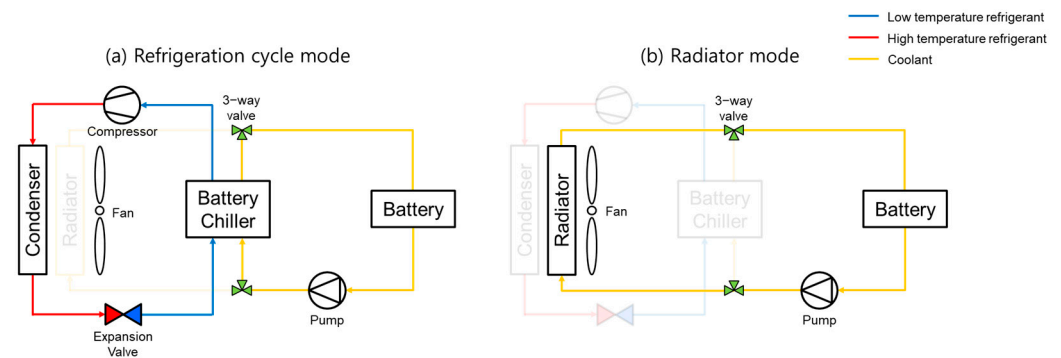 Low temperature refrigerant
High temperature refrigerant
Coolant
(a) Refrigeration cycle mode
(b) Radiator mode
3-way
valve
Compressor
Condenser
Radiator
Fan
Battery
Chiller
Battery
Pump
Expansion
Valve
3-way
valve
Condenser
Radiator
Fan
Battery
Chiller
Battery
Pump